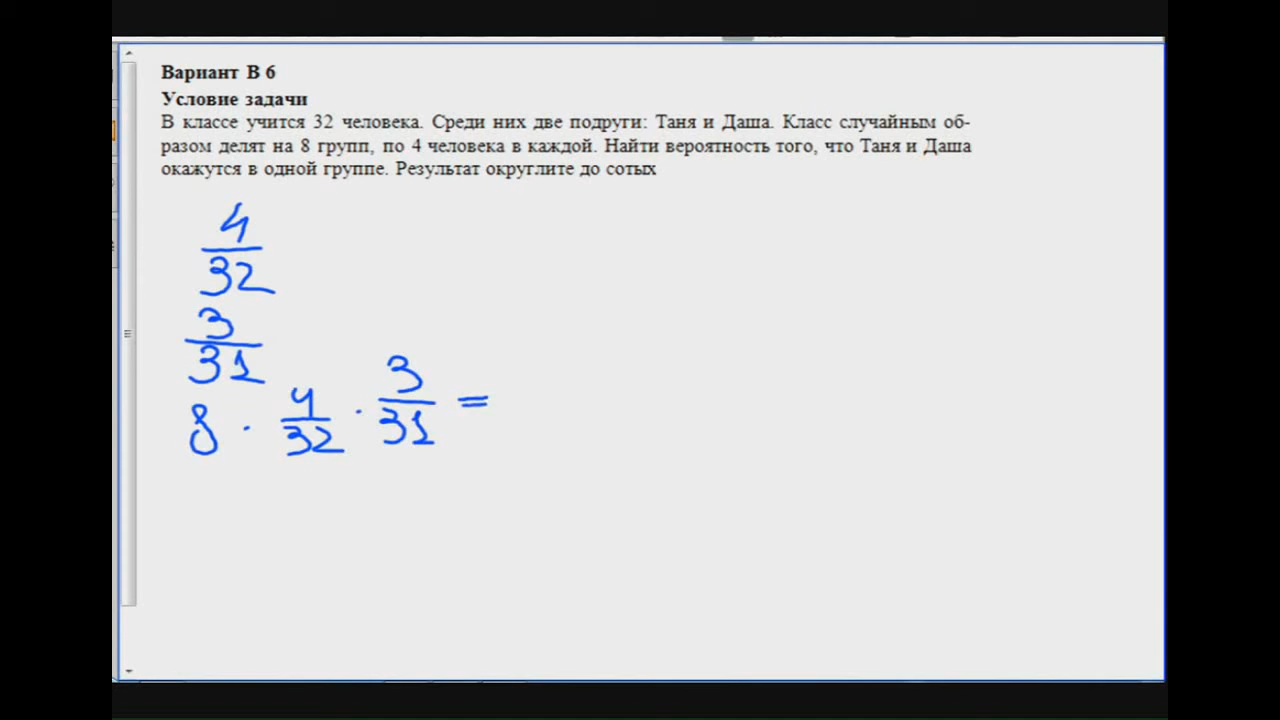 Вариант В 6
Условие задачи
В классе учится 32 человека. Среди них две подруги: Таня и Даша. Класс случайным об-
разом делят на 8 групп, по 4 человека в каждой. Найти вероятность того, что Таня и Даша
окажутся в одной группе. Результат округлите до сотых
4
32
3
31
8 · 4/32 · 3/31 =